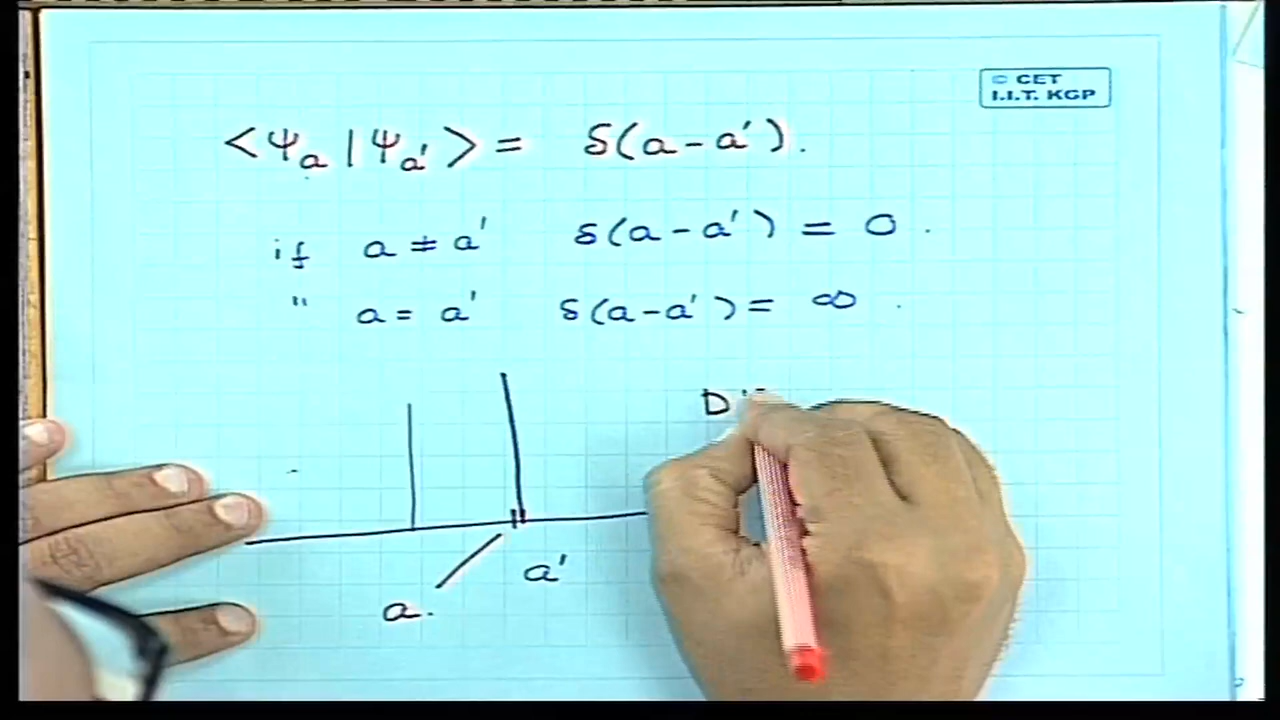 © CET
I.I.T. KGP
<ψa | ψa'> = δ(a - a').
if a ≠ a' δ(a - a') = 0.
" a = a' δ(a - a') = ∞.
a'
a.